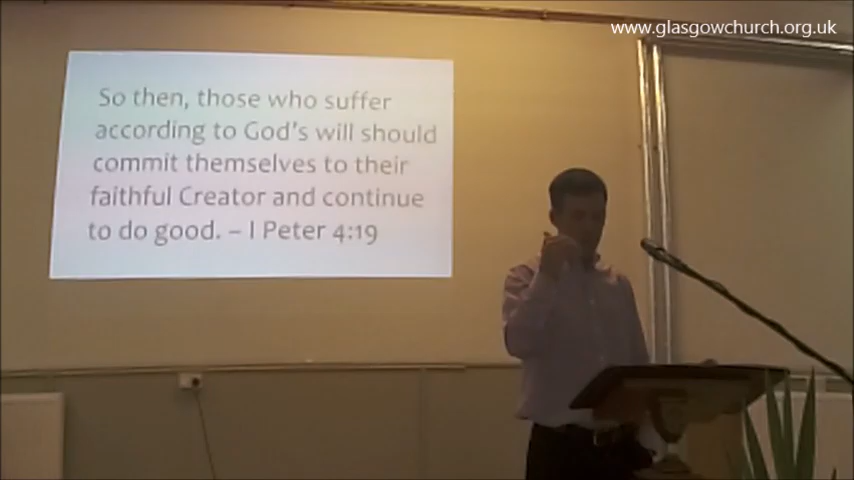 www.glasgowchurch.org.uk
So then, those who suffer
according to God's will should
commit themselves to their
faithful Creator and continue
to do good. – I Peter 4:19